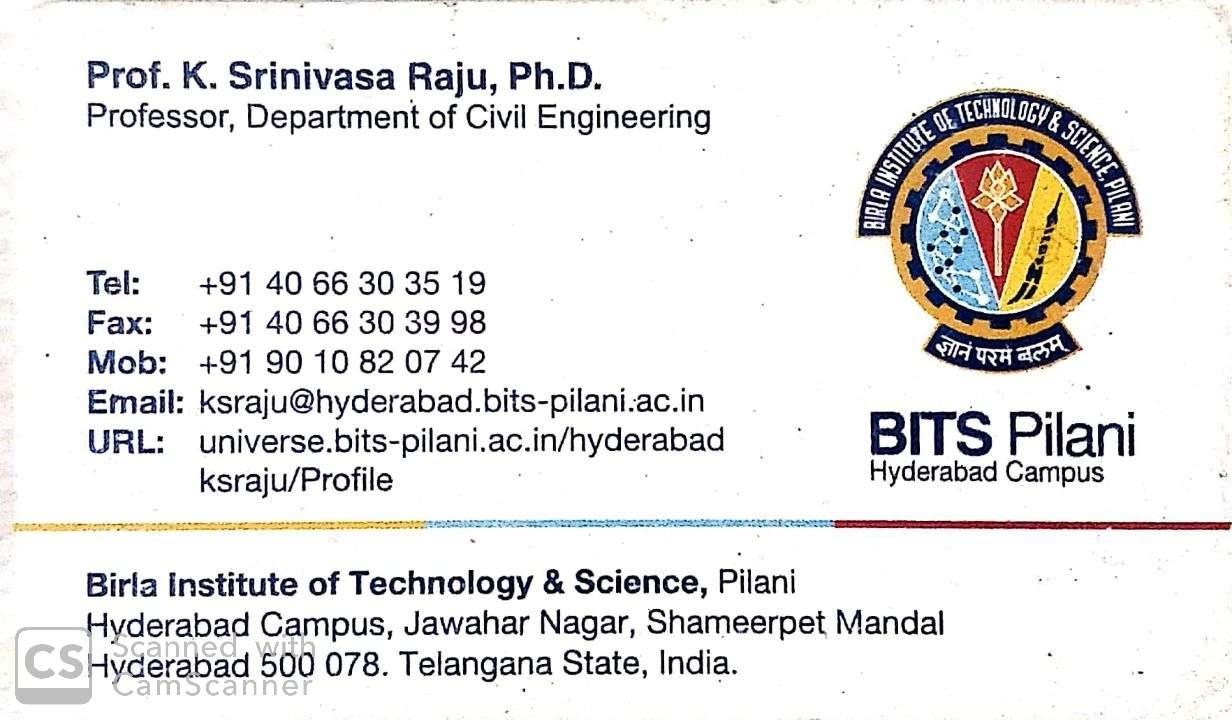 Prof. K. Srinivasa Raju, Ph.D.
Professor, Department of Civil Engineering
BIRLA INSTITUTE OF TECHNOLOGY & SCIENCE, PILANI
ज्ञानं परमं बलम्
Tel: +91 40 66 30 35 19
Fax: +91 40 66 30 39 98
Mob: +91 90 10 82 07 42
Email: ksraju@hyderabad.bits-pilani.ac.in
URL: universe.bits-pilani.ac.in/hyderabad
ksraju/Profile
BITS Pilani
Hyderabad Campus
Birla Institute of Technology & Science, Pilani
Hyderabad Campus, Jawahar Nagar, Shameerpet Mandal
Hyderabad 500 078. Telangana State, India.
CS
Scanned with
CamScanner